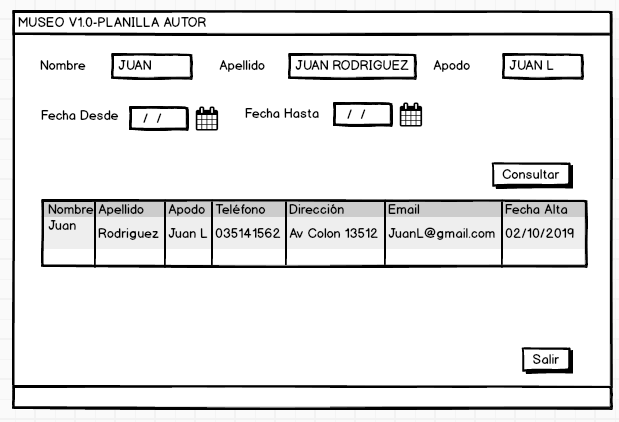 MUSEO V1.0-PLANILLA AUTOR
Nombre JUAN Apellido JUAN RODRIGUEZ Apodo JUAN L
Fecha Desde / / Fecha Hasta / /
Consultar
Nombre Apellido Apodo Teléfono Dirección Email Fecha Alta
Juan Rodriguez Juan L 035141562 Av Colon 13512 JuanL@gmail.com 02/10/2019
Salir